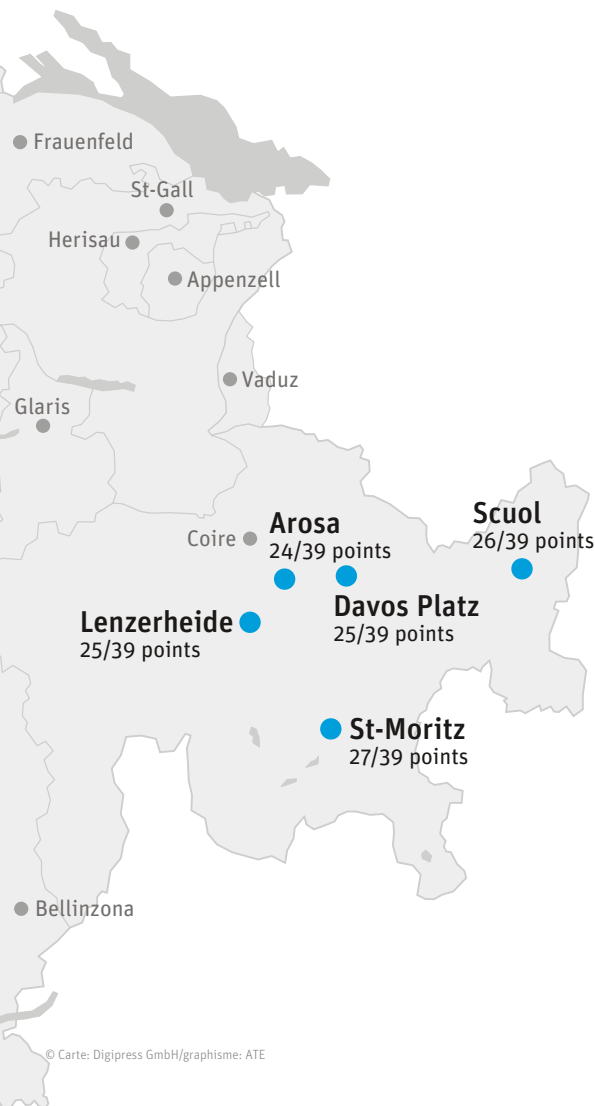 Frauenfeld
St-Gall
Herisau
Appenzell
Vaduz
Glaris
Coire
Arosa
24/39 points
Scuol
26/39 points
Davos Platz
25/39 points
Lenzerheide
25/39 points
St-Moritz
27/39 points
Bellinzona
© Carte: Digipress GmbH/graphisme: ATE